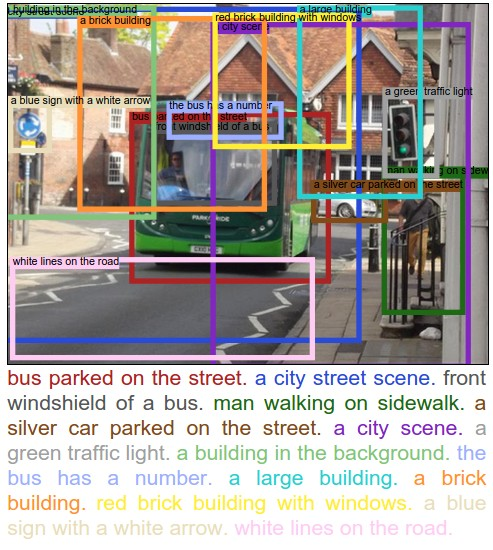 building in the background
city street scene
a brick building
a large building
red brick building with windows
a city scene
a blue sign with a white arrow
the bus has a number
a green traffic light
bus parked on the street
front windshield of a bus
man walking on sidew
a silver car parked on the street
PARK RIDE
white lines on the road
bus parked on the street. a city street scene. front
windshield of a bus. man walking on sidewalk. a
silver car parked on the street. a city scene. a
green traffic light. a building in the background. the
bus has a number. a large building. a brick
building. red brick building with windows. a blue
sign with a white arrow. white lines on the road.